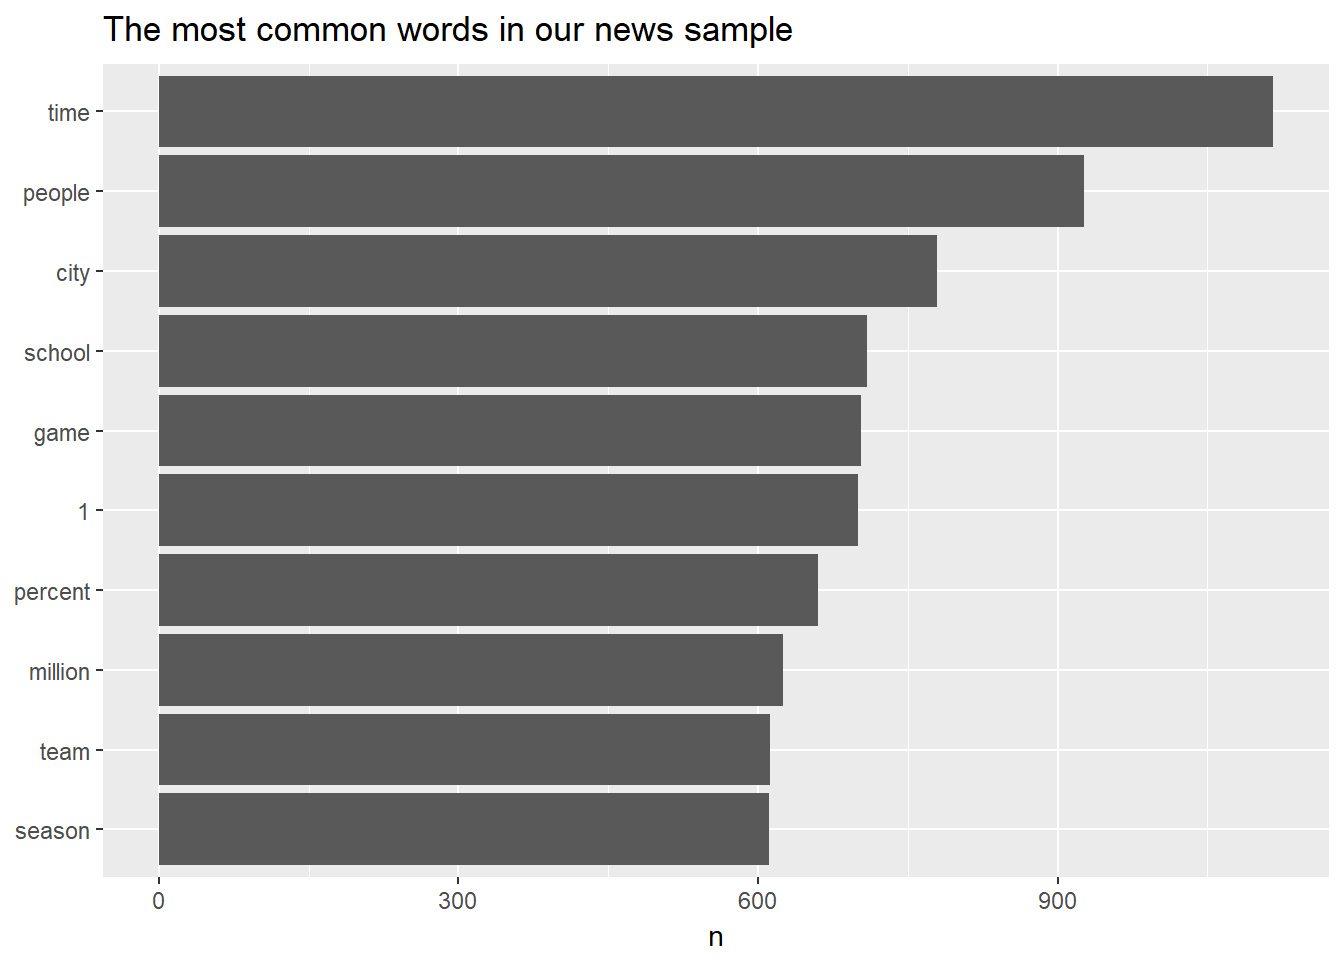 The most common words in our news sample
time
people
city
school
game
1
percent
million
team
season
0 300 600 900
n